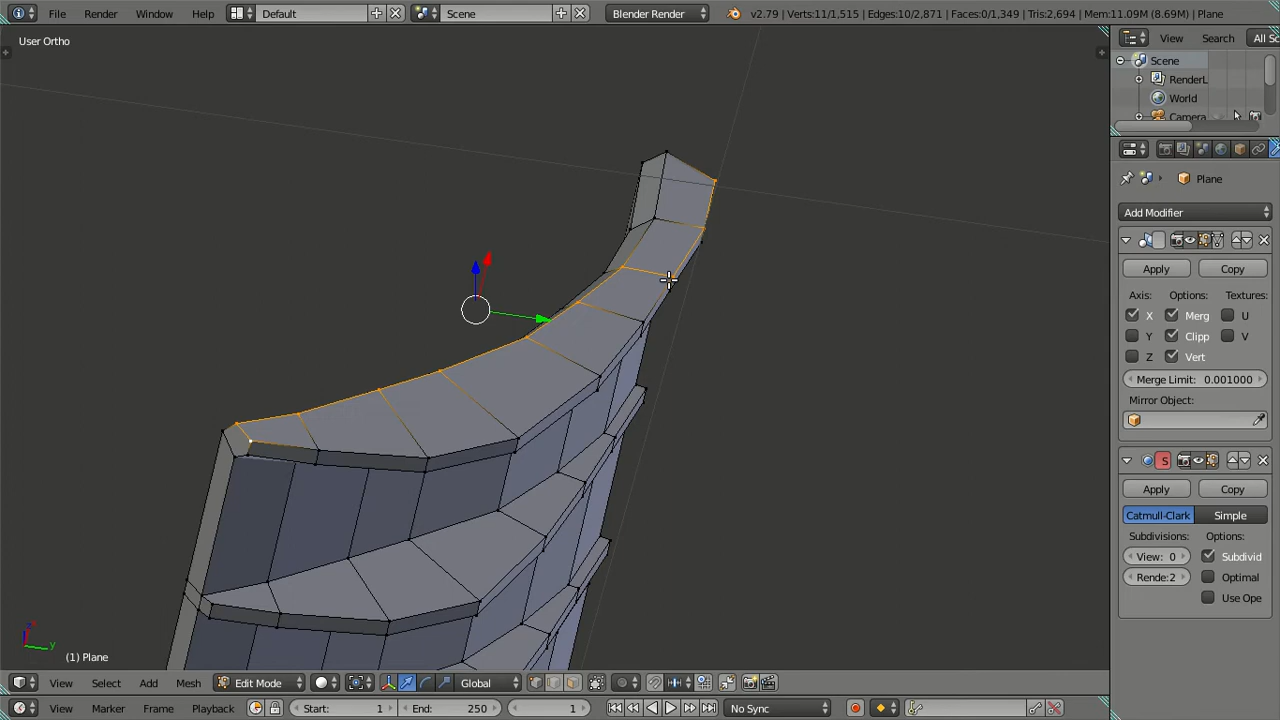 File Render Window Help Default Scene Blender Render v2.79 | Verts:11/1,515 | Edges:10/2,871 | Faces:0/1,349 | Tris:2,694 | Mem:11.09M (8.69M) | Plane
User Ortho
View Search All Sc
Scene
RenderL
World
Camera
Plane
Add Modifier
Apply Copy
Axis: Options: Textures:
X Merg U
Y Clipp V
Z Vert
Merge Limit: 0.001000
Mirror Object:
S
Apply Copy
Catmull-Clark Simple
Subdivisions: Options:
View: 0 Subdivid
Rende:2 Optimal
Use Ope
z
y
(1) Plane
View Select Add Mesh Edit Mode Global
View Marker Frame Playback Start: 1 End: 250 1 No Sync